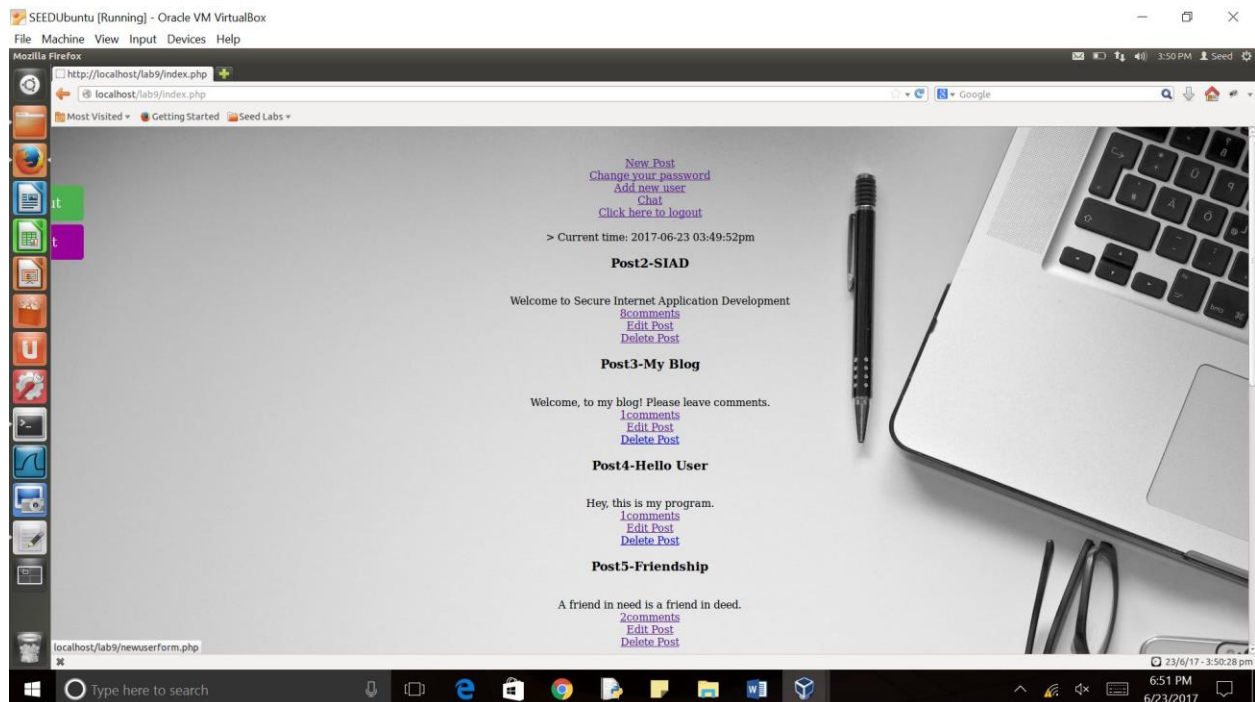 SEEDUbuntu [Running] - Oracle VM VirtualBox
File Machine View Input Devices Help
Mozilla Firefox
3:50 PM Seed
http://localhost/lab9/index.php
localhost/lab9/index.php
Google
Most Visited Getting Started Seed Labs
New Post
Change your password
Add new user
Chat
Click here to logout
ut
t
> Current time: 2017-06-23 03:49:52pm
Post2-SIAD
Welcome to Secure Internet Application Development
8comments
Edit Post
Delete Post
Post3-My Blog
Welcome, to my blog! Please leave comments.
1comments
Edit Post
Delete Post
Post4-Hello User
Hey, this is my program.
1comments
Edit Post
Delete Post
Post5-Friendship
A friend in need is a friend in deed.
2comments
Edit Post
Delete Post
localhost/lab9/newuserform.php
23/6/17 - 3:50:28 pm
Type here to search
6:51 PM
6/23/2017